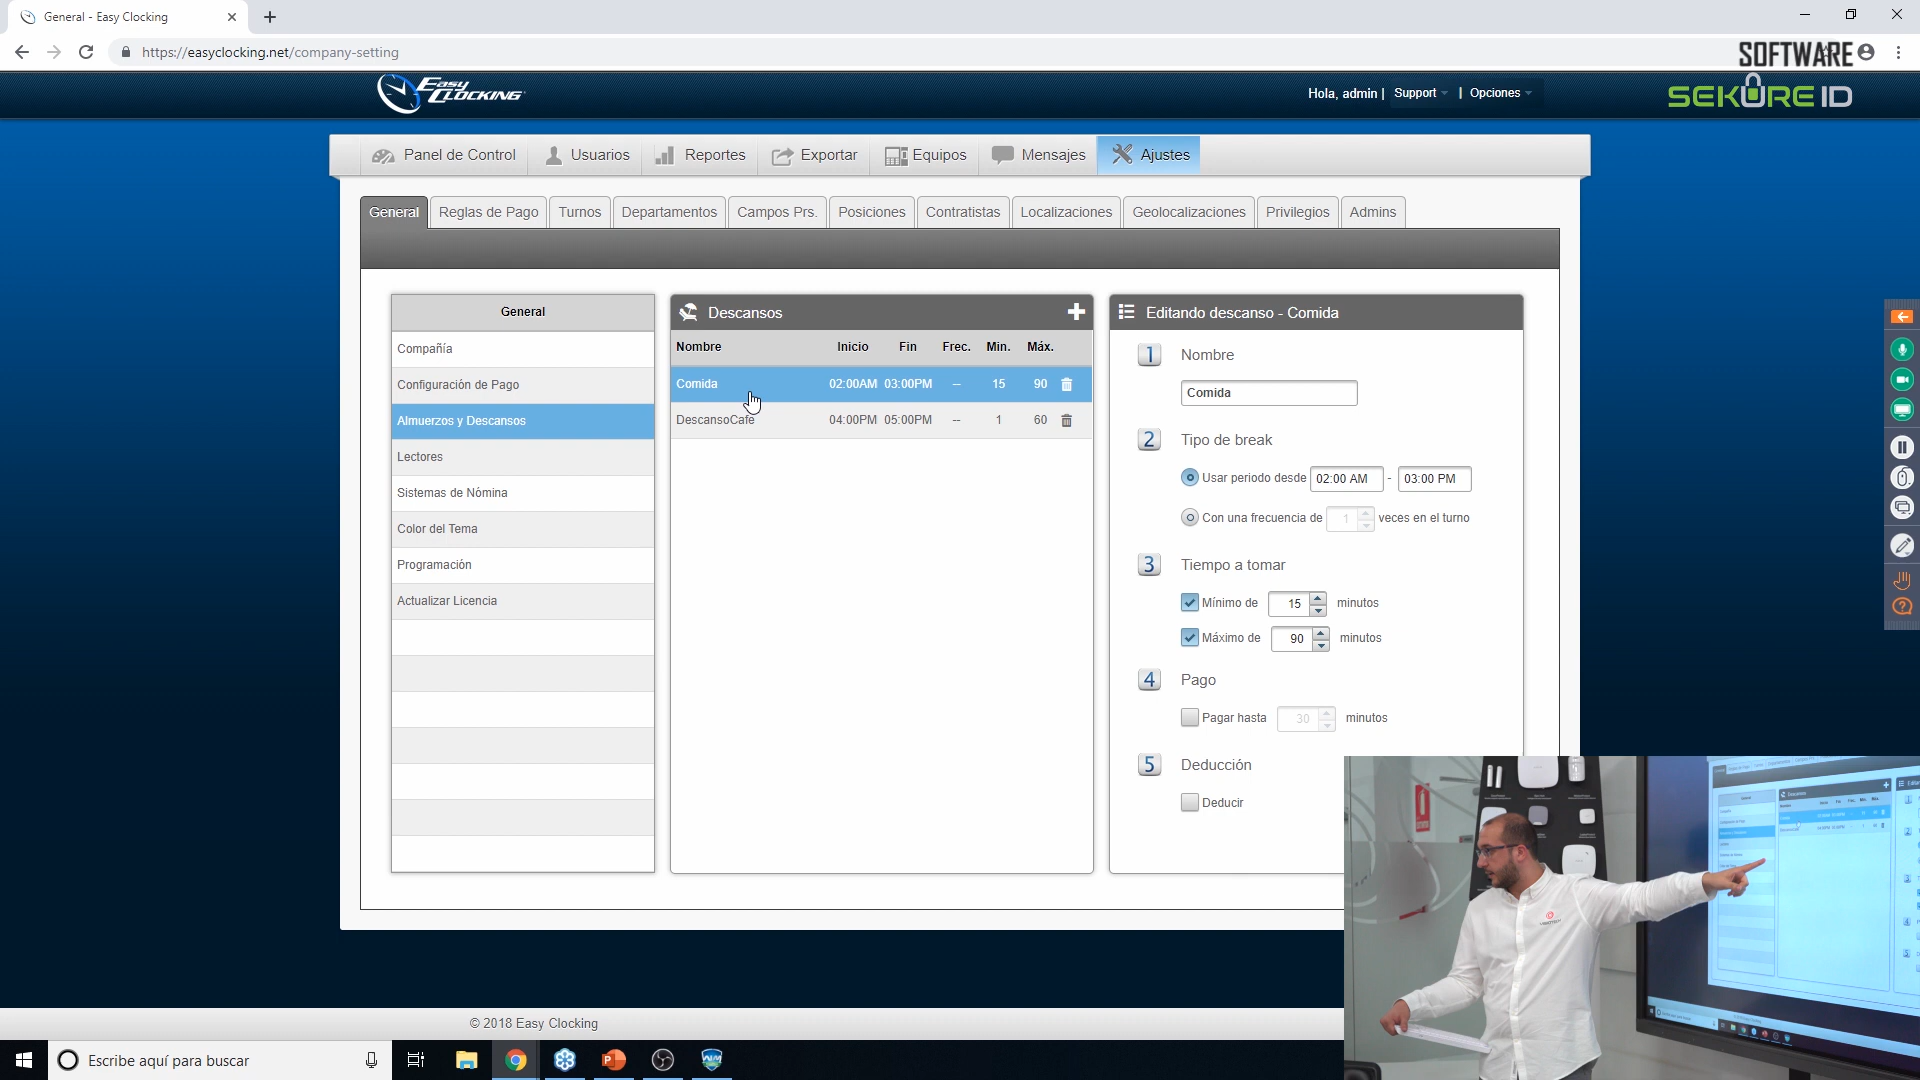 General - Easy Clocking
https://easyclocking.net/company-setting
SOFTWARE
Easy Clocking
Hola, admin |
Support
|
Opciones
SEKUREID
Panel de Control
Usuarios
Reportes
Exportar
Equipos
Mensajes
Ajustes
General
Reglas de Pago
Turnos
Departamentos
Campos Prs.
Posiciones
Contratistas
Localizaciones
Geolocalizaciones
Privilegios
Admins
General
Compañía
Configuración de Pago
Almuerzos y Descansos
Lectores
Sistemas de Nómina
Color del Tema
Programación
Actualizar Licencia
Descansos
Nombre Inicio Fin Frec. Min. Máx.
Comida 02:00AM 03:00PM -- 15 90
DescansoCafe 04:00PM 05:00PM -- 1 60
Editando descanso - Comida
1 Nombre
Comida
2 Tipo de break
Usar periodo desde 02:00 AM - 03:00 PM
Con una frecuencia de 1 veces en el turno
3 Tiempo a tomar
Mínimo de 15 minutos
Máximo de 90 minutos
4 Pago
Pagar hasta 30 minutos
5 Deducción
Deducir
© 2018 Easy Clocking
Escribe aquí para buscar